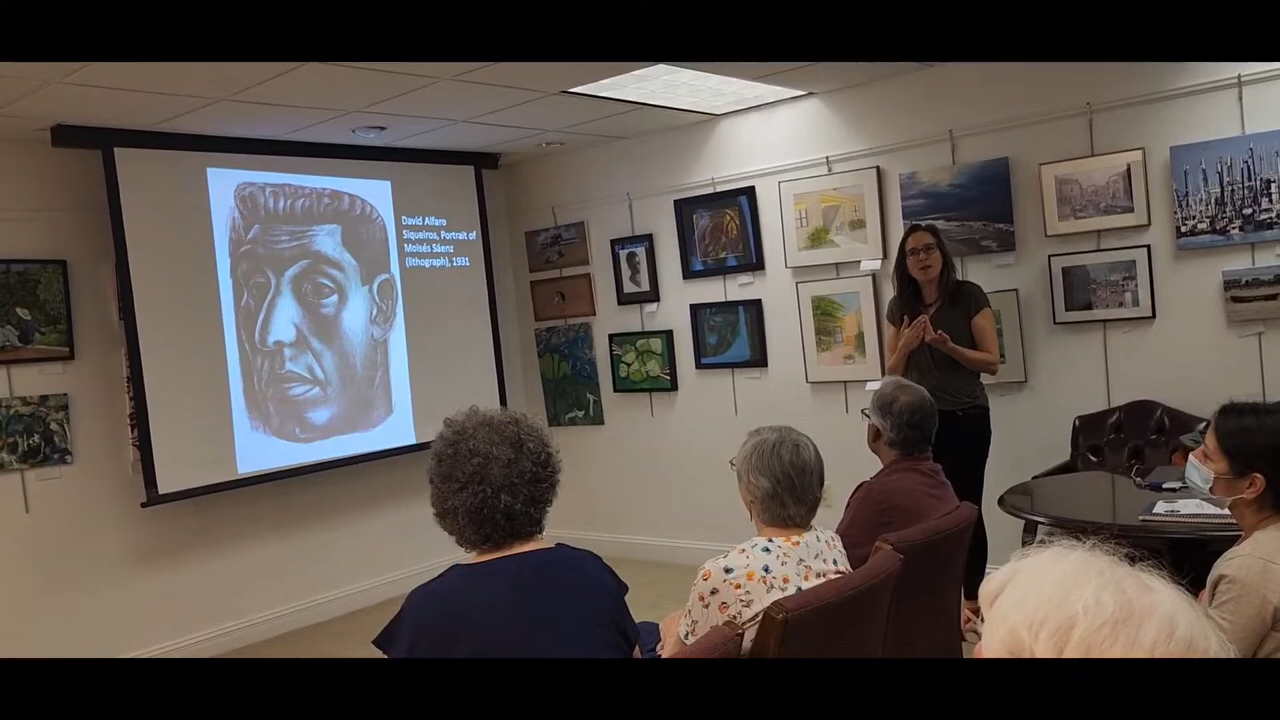 David Alfaro
Siqueiros, Portrait of
Moisés Sáenz
(lithograph), 1931